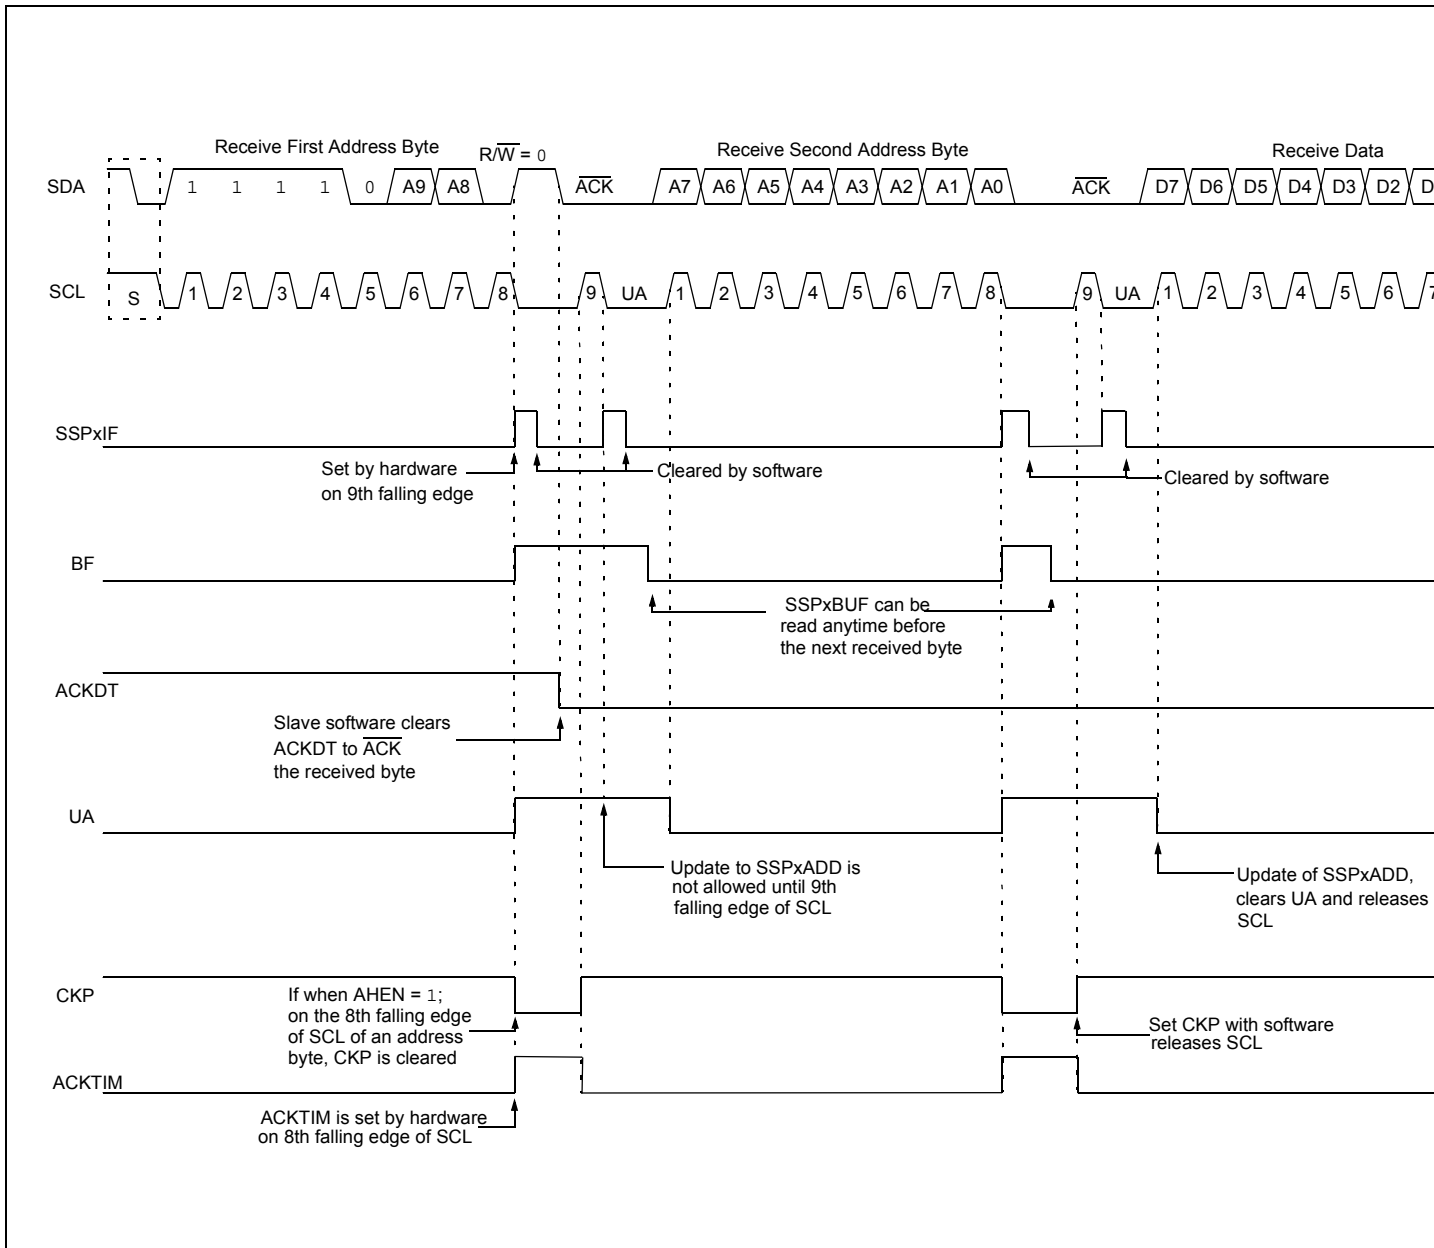 Receive First Address Byte
R/W̅ = 0
Receive Second Address Byte
Receive Data
SDA
1 1 1 1 0 A9 A8
A̅C̅K̅
A7 A6 A5 A4 A3 A2 A1 A0
A̅C̅K̅
D7 D6 D5 D4 D3 D2 D
SCL
S
1 2 3 4 5 6 7 8 9 UA 1 2 3 4 5 6 7 8 9 UA 1 2 3 4 5 6 7
SSPxIF
Set by hardware
on 9th falling edge
Cleared by software
Cleared by software
BF
SSPxBUF can be
read anytime before
the next received byte
ACKDT
Slave software clears
ACKDT to A̅C̅K̅
the received byte
UA
Update to SSPxADD is
not allowed until 9th
falling edge of SCL
Update of SSPxADD,
clears UA and releases
SCL
CKP
If when AHEN = 1;
on the 8th falling edge
of SCL of an address
byte, CKP is cleared
Set CKP with software
releases SCL
ACKTIM
ACKTIM is set by hardware
on 8th falling edge of SCL